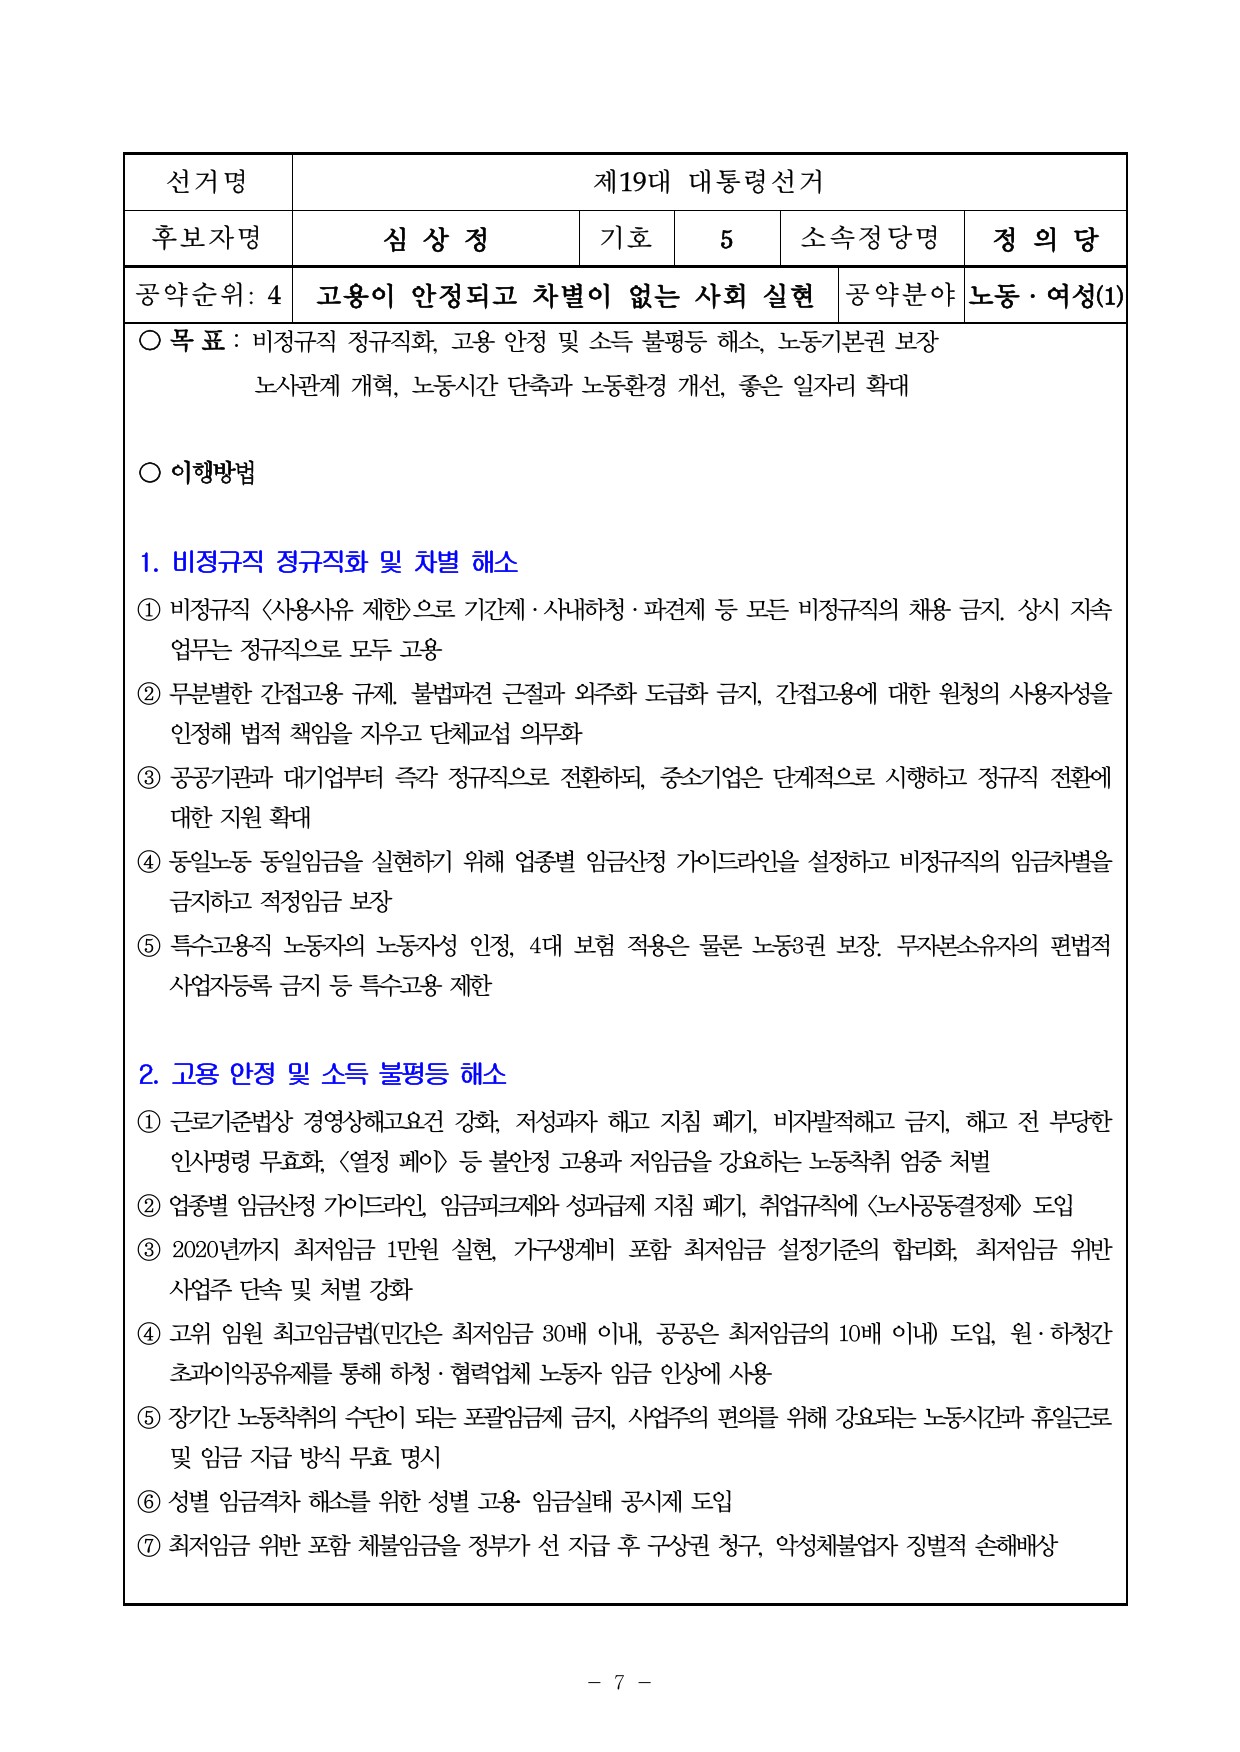 선거명 제19대 대통령선거
후보자명 심 상 정 기호 5 소속정당명 정 의 당
공약순위: 4 고용이 안정되고 차별이 없는 사회 실현 공약분야 노동·여성(1)
○ 목 표 : 비정규직 정규직화, 고용 안정 및 소득 불평등 해소, 노동기본권 보장
노사관계 개혁, 노동시간 단축과 노동환경 개선, 좋은 일자리 확대
○ 이행방법
1. 비정규직 정규직화 및 차별 해소
① 비정규직 〈사용사유 제한〉으로 기간제·사내하청·파견제 등 모든 비정규직의 채용 금지. 상시 지속
업무는 정규직으로 모두 고용
② 무분별한 간접고용 규제. 불법파견 근절과 외주화 도급화 금지, 간접고용에 대한 원청의 사용자성을
인정해 법적 책임을 지우고 단체교섭 의무화
③ 공공기관과 대기업부터 즉각 정규직으로 전환하되, 중소기업은 단계적으로 시행하고 정규직 전환에
대한 지원 확대
④ 동일노동 동일임금을 실현하기 위해 업종별 임금산정 가이드라인을 설정하고 비정규직의 임금차별을
금지하고 적정임금 보장
⑤ 특수고용직 노동자의 노동자성 인정, 4대 보험 적용은 물론 노동3권 보장. 무자본소유자의 편법적
사업자등록 금지 등 특수고용 제한
2. 고용 안정 및 소득 불평등 해소
① 근로기준법상 경영상해고요건 강화, 저성과자 해고 지침 폐기, 비자발적해고 금지, 해고 전 부당한
인사명령 무효화, 〈열정 페이〉 등 불안정 고용과 저임금을 강요하는 노동착취 엄중 처벌
② 업종별 임금산정 가이드라인, 임금피크제와 성과급제 지침 폐기, 취업규칙에 〈노사공동결정제〉 도입
③ 2020년까지 최저임금 1만원 실현, 가구생계비 포함 최저임금 설정기준의 합리화, 최저임금 위반
사업주 단속 및 처벌 강화
④ 고위 임원 최고임금법(민간은 최저임금 30배 이내, 공공은 최저임금의 10배 이내) 도입, 원·하청간
초과이익공유제를 통해 하청·협력업체 노동자 임금 인상에 사용
⑤ 장기간 노동착취의 수단이 되는 포괄임금제 금지, 사업주의 편의를 위해 강요되는 노동시간과 휴일근로
및 임금 지급 방식 무효 명시
⑥ 성별 임금격차 해소를 위한 성별 고용·임금실태 공시제 도입
⑦ 최저임금 위반 포함 체불임금을 정부가 선 지급 후 구상권 청구, 악성체불업자 징벌적 손해배상
- 7 -